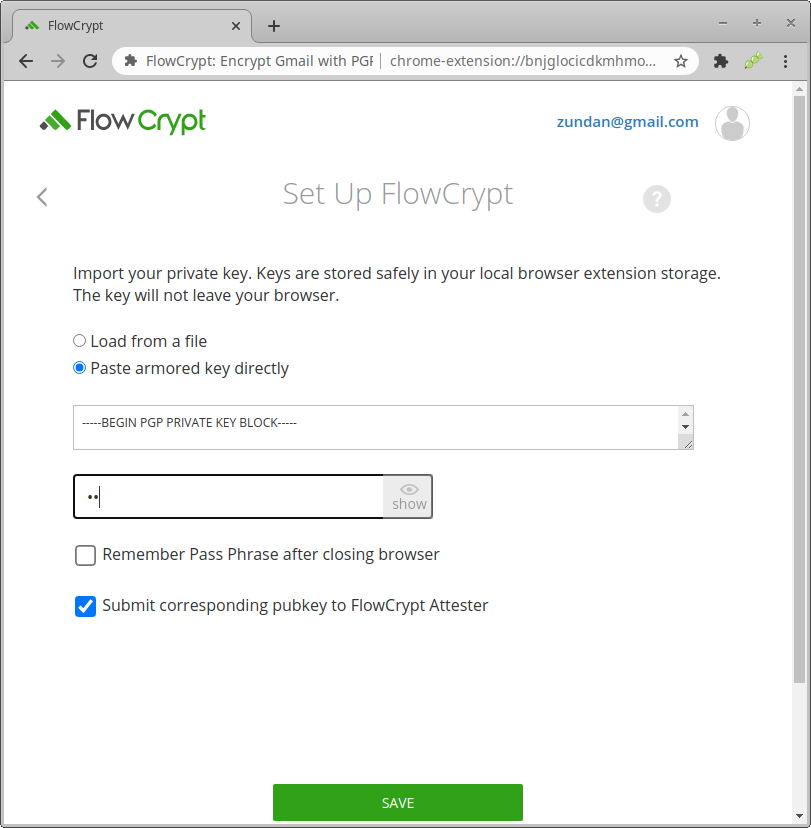 FlowCrypt
FlowCrypt: Encrypt Gmail with PGP
chrome-extension://bnjglocicdkmhmo...
FlowCrypt
zundan@gmail.com
Set Up FlowCrypt
?
Import your private key. Keys are stored safely in your local browser extension storage.
The key will not leave your browser.
Load from a file
Paste armored key directly
-----BEGIN PGP PRIVATE KEY BLOCK-----
••
show
Remember Pass Phrase after closing browser
Submit corresponding pubkey to FlowCrypt Attester
SAVE